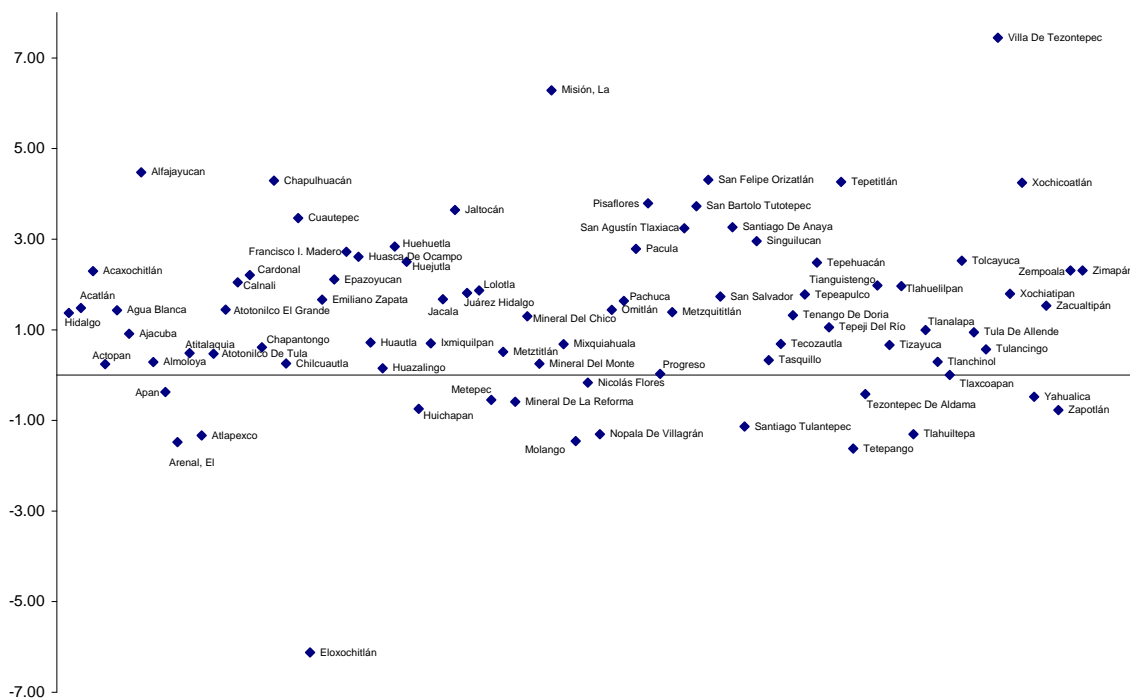 7.00
5.00
3.00
1.00
-1.00
-3.00
-5.00
-7.00
Villa De Tezontepec
Misión, La
Alfajayucan
Chapulhuacán
San Felipe Orizatlán
Tepetitlán
Xochicoatlán
Pisaflores
San Bartolo Tutotepec
Jaltocán
Cuautepec
San Agustín Tlaxiaca
Santiago De Anaya
Singuilucan
Huehuetla
Francisco I. Madero
Huasca De Ocampo
Huejutla
Pacula
Tepehuacán
Tolcayuca
Acaxochitlán
Cardonal
Calnali
Epazoyucan
Zempoala
Zimapán
Tianguistengo
Tlahuelilpan
Lolotla
Juárez Hidalgo
Acatlán
Hidalgo
Agua Blanca
Atotonilco El Grande
Emiliano Zapata
Jacala
Pachuca
Omitlán
San Salvador
Tepeapulco
Xochiatipan
Zacualtipán
Mineral Del Chico
Metzquititlán
Tenango De Doria
Tepeji Del Río
Tlanalapa
Tula De Allende
Ajacuba
Atitalaquia
Chapantongo
Huautla
Ixmiquilpan
Mixquiahuala
Tecozautla
Tizayuca
Tulancingo
Actopan
Almoloya
Atotonilco De Tula
Chilcuautla
Huazalingo
Metztitlán
Mineral Del Monte
Progreso
Tasquillo
Tlanchinol
Tlaxcoapan
Apan
Metepec
Nicolás Flores
Mineral De La Reforma
Tezontepec De Aldama
Yahualica
Zapotlán
Huichapan
Atlapexco
Arenal, El
Molango
Nopala De Villagrán
Santiago Tulantepec
Tetepango
Tlahuiltepa
Eloxochitlán